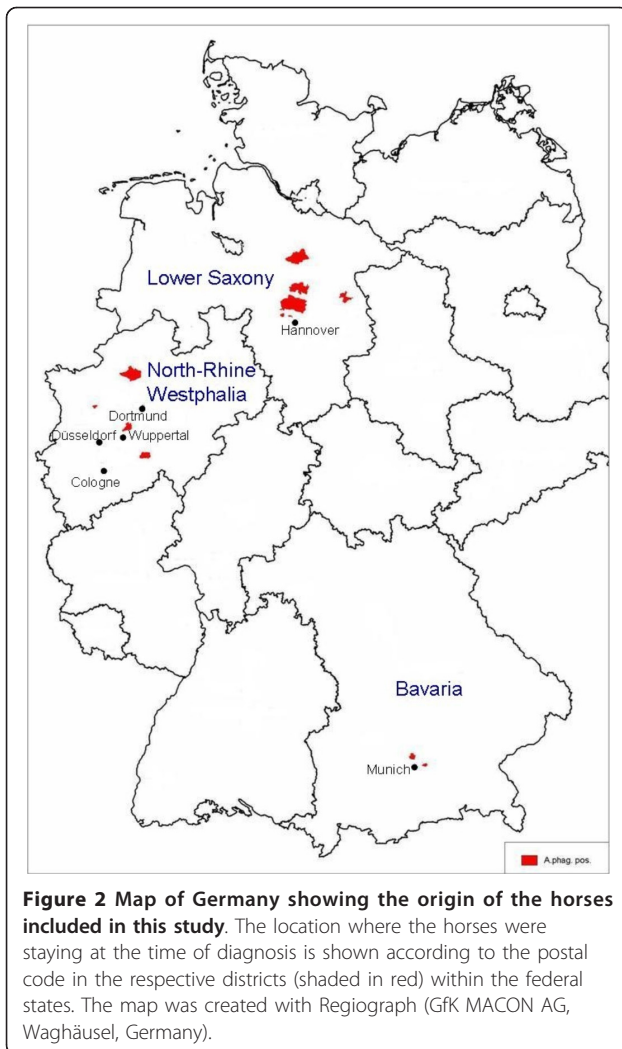 Lower Saxony
Hannover
North-Rhine
Westphalia
Dortmund
Düsseldorf
Wuppertal
Cologne
Bavaria
Munich
A.phag. pos.
Figure 2 Map of Germany showing the origin of the horses
included in this study. The location where the horses were
staying at the time of diagnosis is shown according to the postal
code in the respective districts (shaded in red) within the federal
states. The map was created with Regiograph (GfK MACON AG,
Waghäusel, Germany).